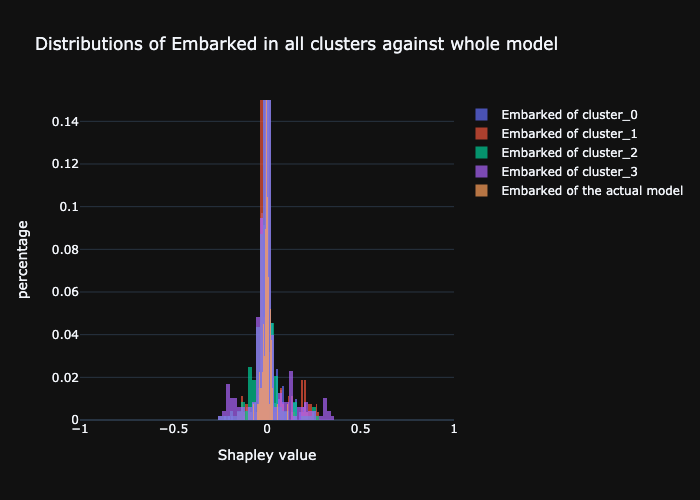 Distributions of Embarked in all clusters against whole model
Embarked of cluster_0
Embarked of cluster_1
Embarked of cluster_2
Embarked of cluster_3
Embarked of the actual model
percentage
0.14
0.12
0.1
0.08
0.06
0.04
0.02
0
−1
−0.5
0
0.5
1
Shapley value